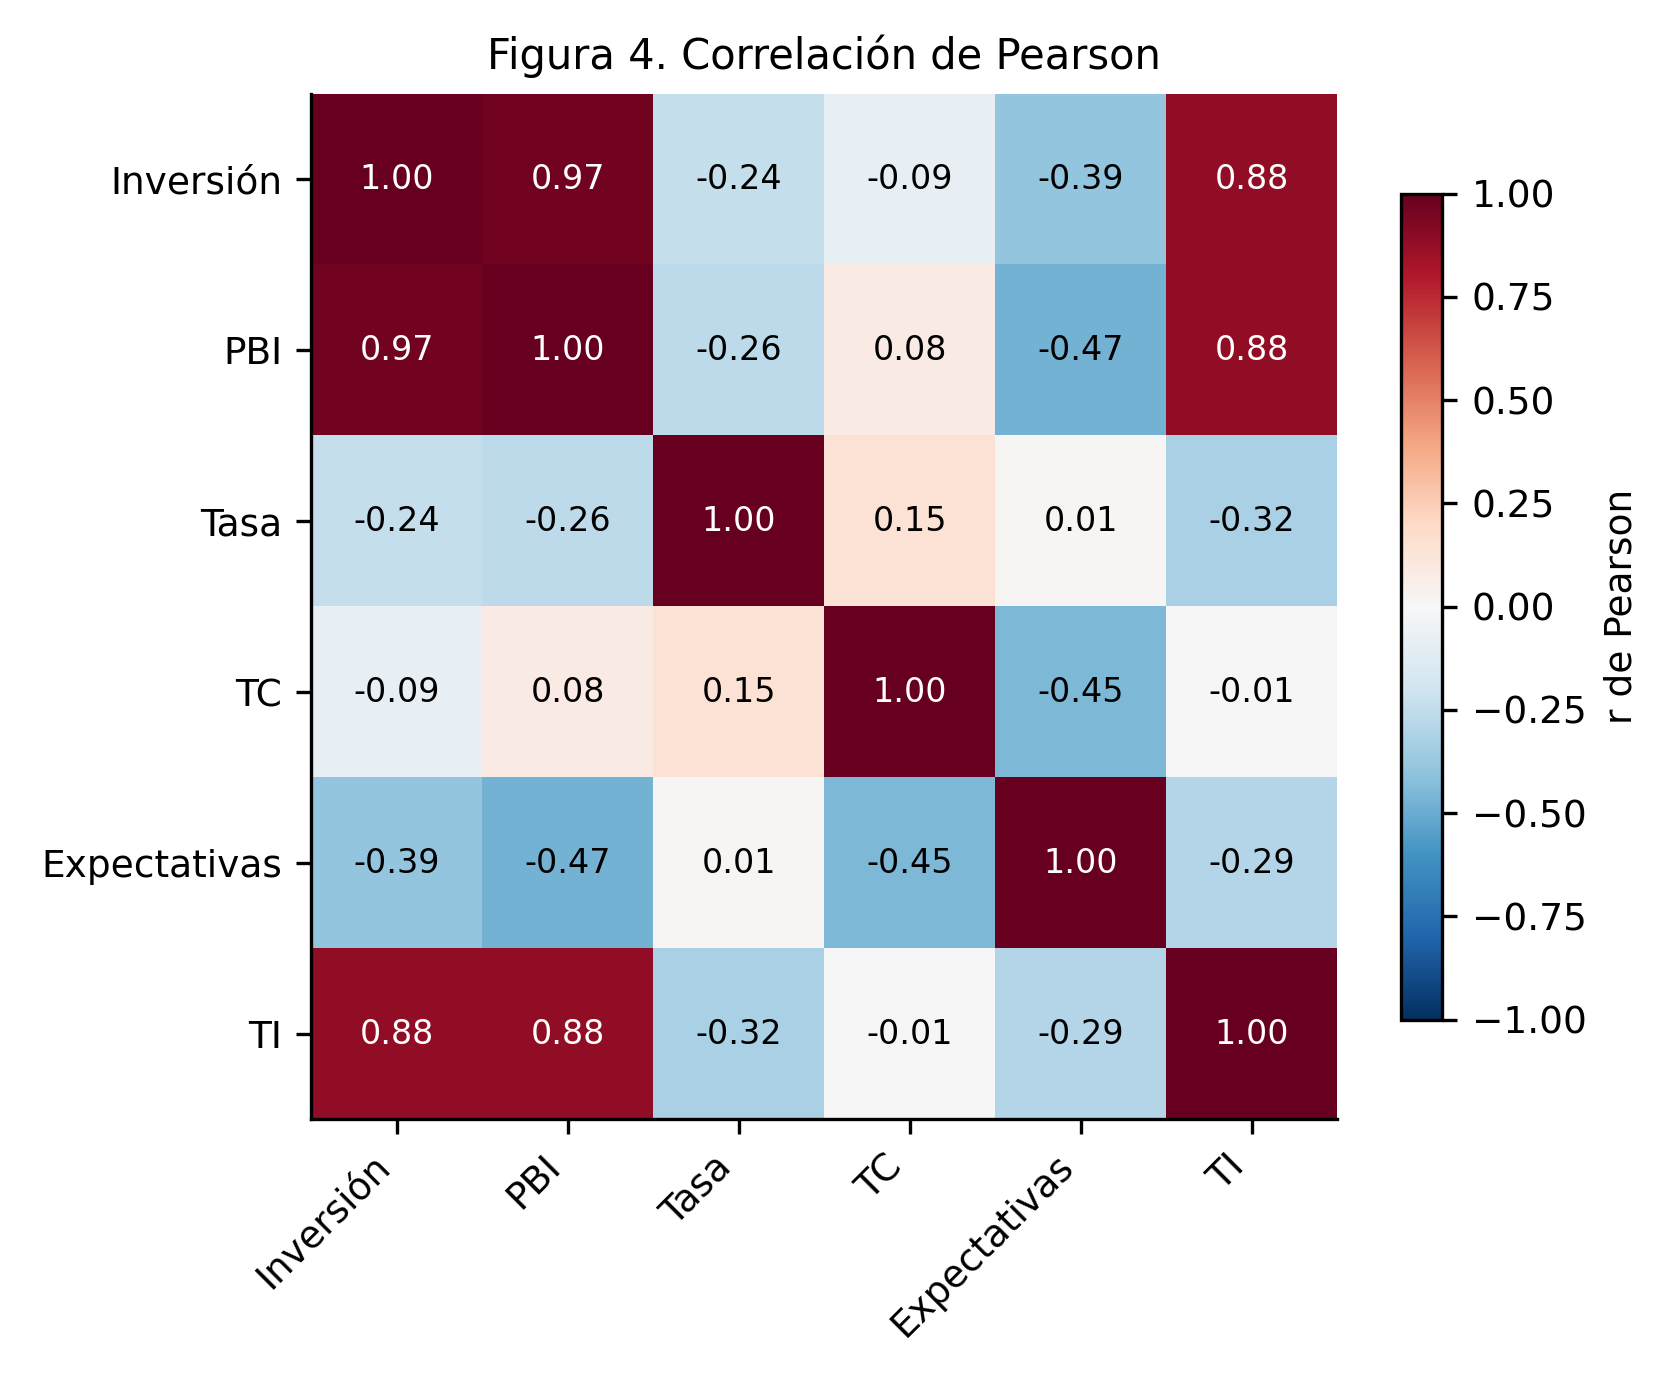 Figura 4. Correlación de Pearson
Inversión 1.00 0.97 -0.24 -0.09 -0.39 0.88
PBI 0.97 1.00 -0.26 0.08 -0.47 0.88
Tasa -0.24 -0.26 1.00 0.15 0.01 -0.32
TC -0.09 0.08 0.15 1.00 -0.45 -0.01
Expectativas -0.39 -0.47 0.01 -0.45 1.00 -0.29
TI 0.88 0.88 -0.32 -0.01 -0.29 1.00
Inversión PBI Tasa TC Expectativas TI
1.00
0.75
0.50
0.25
0.00
−0.25
−0.50
−0.75
−1.00
r de Pearson